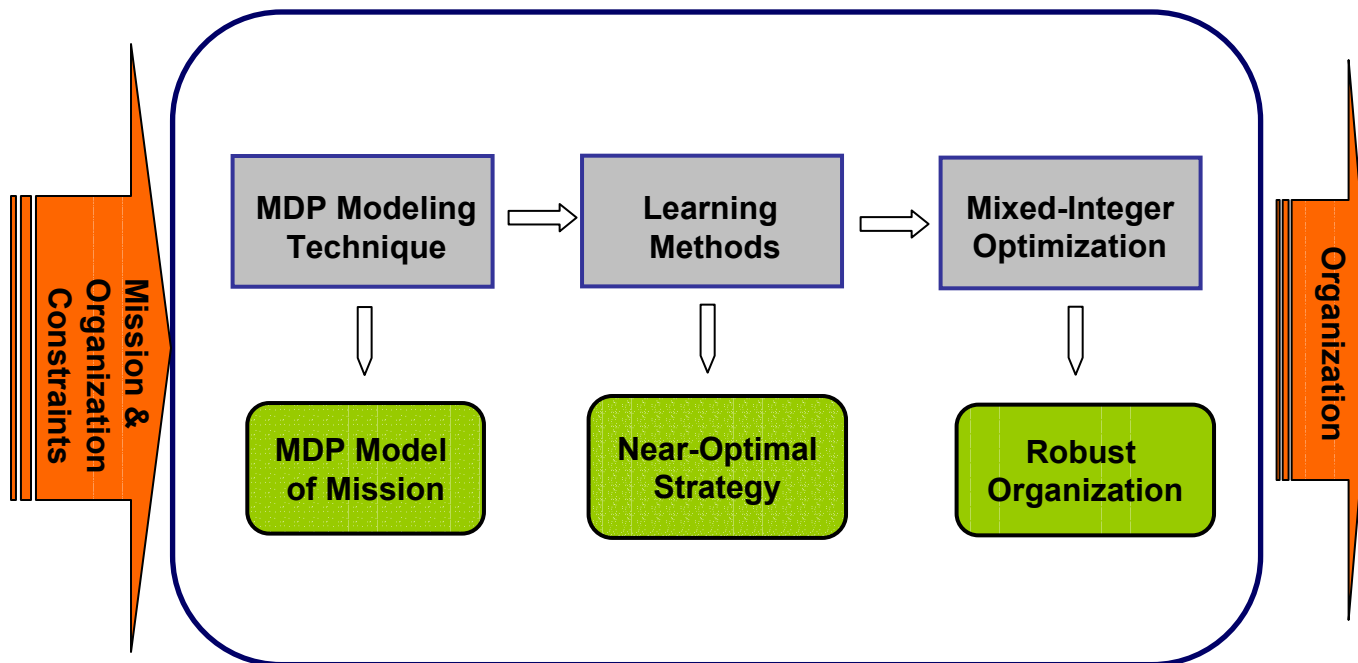 Mission &
Organization
Constraints
MDP Modeling
Technique
Learning
Methods
Mixed-Integer
Optimization
MDP Model
of Mission
Near-Optimal
Strategy
Robust
Organization
Organization